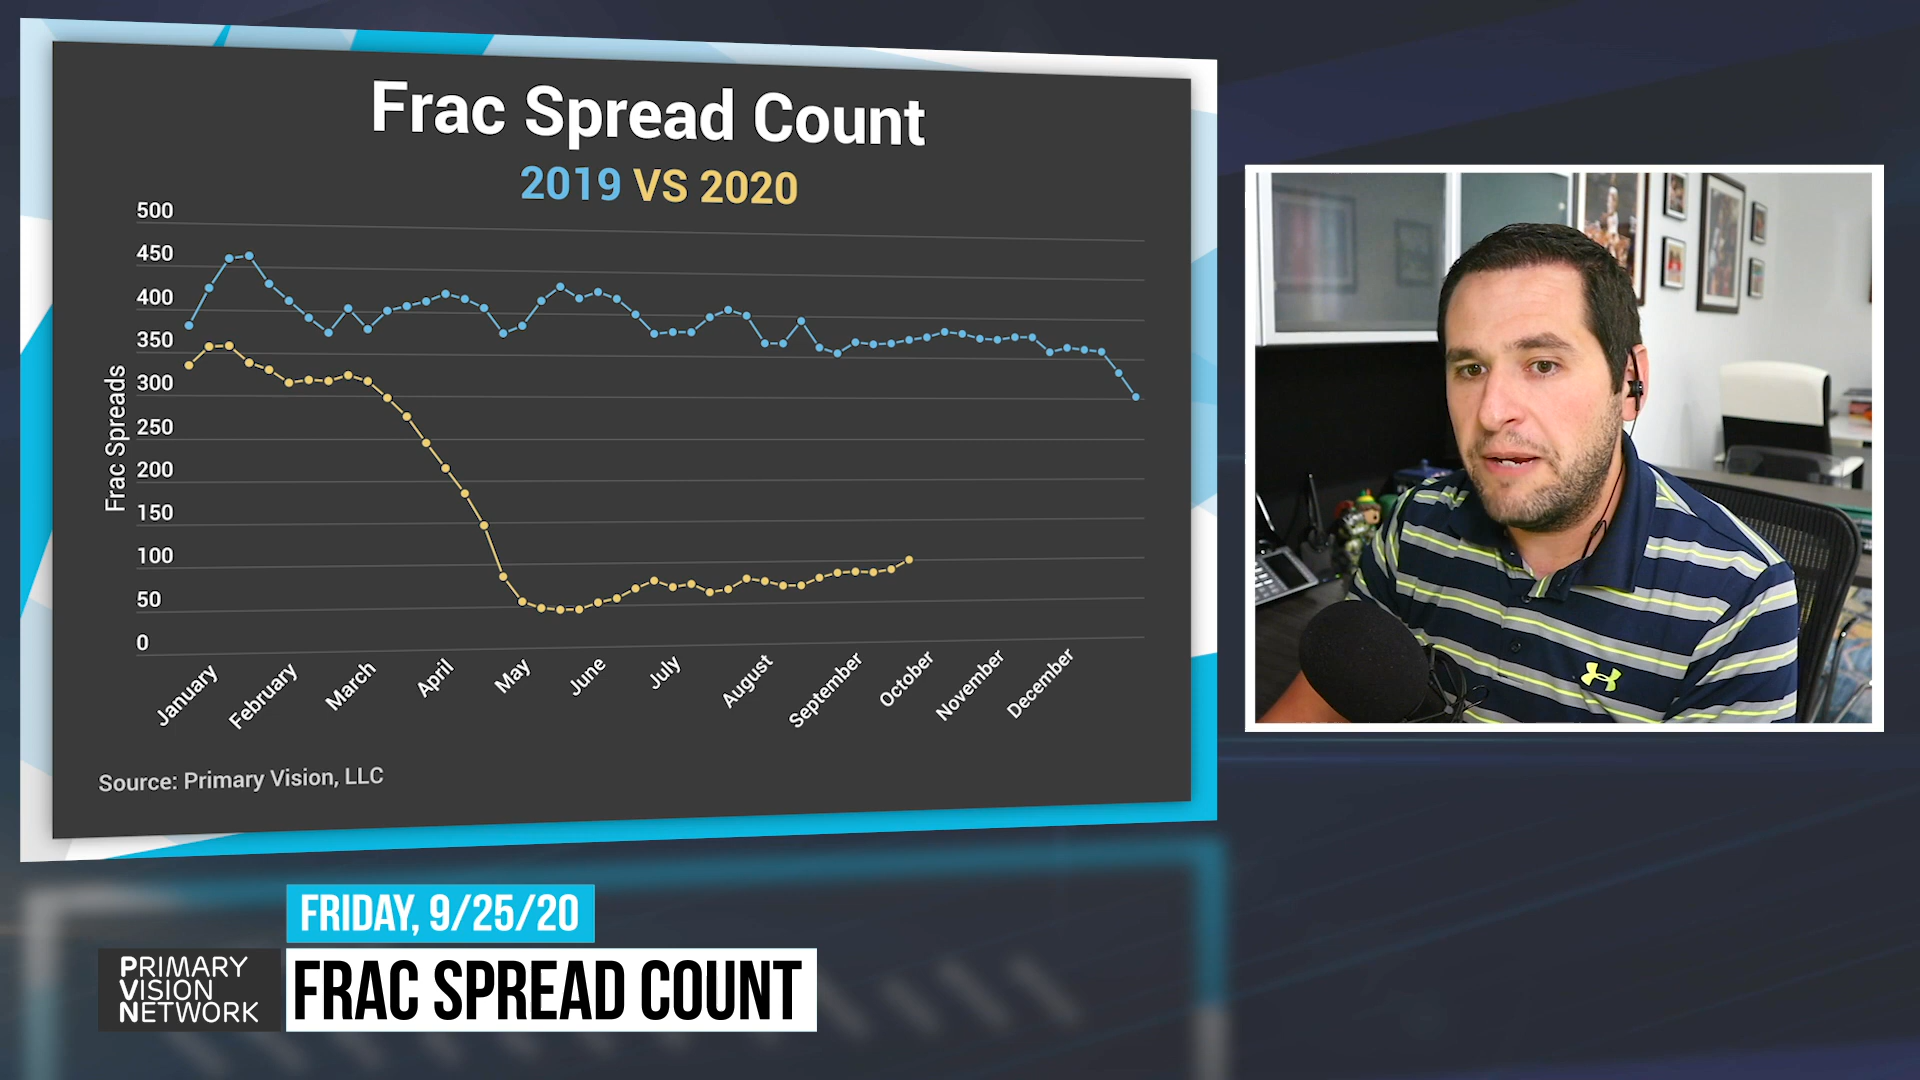 Frac Spread Count
2019 VS 2020
500
450
400
350
300
250
200
150
100
50
0
Frac Spreads
January
February
March
April
May
June
July
August
September
October
November
December
Source: Primary Vision, LLC
FRIDAY, 9/25/20
PRIMARY
VISION
NETWORK
FRAC SPREAD COUNT